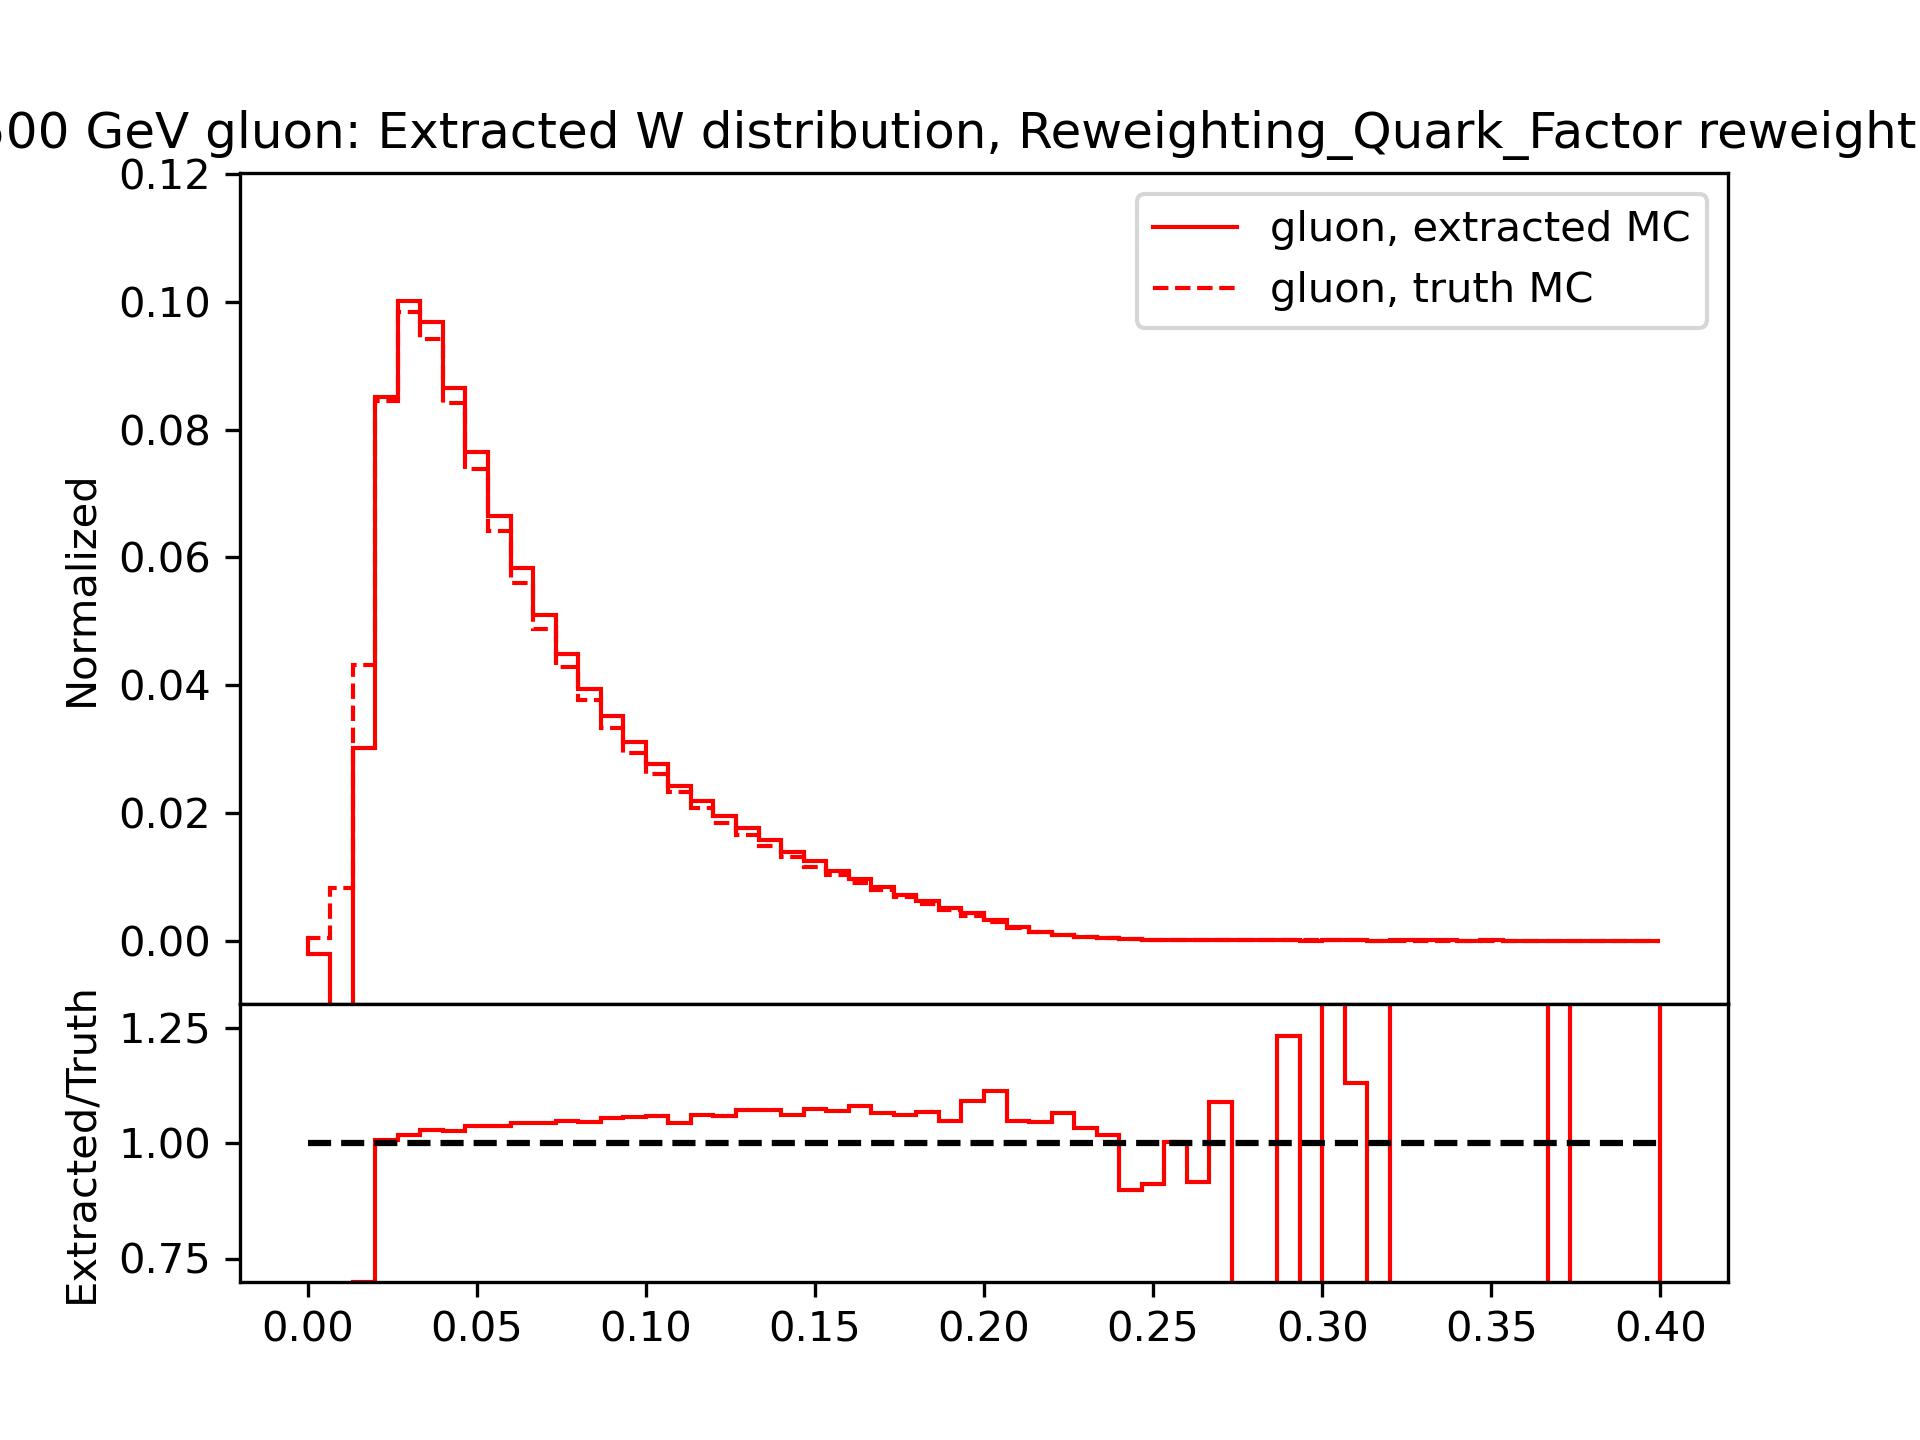 00 GeV gluon: Extracted W distribution, Reweighting_Quark_Factor reweight
gluon, extracted MC
gluon, truth MC
Normalized
0.12
0.10
0.08
0.06
0.04
0.02
0.00
Extracted/Truth
1.25
1.00
0.75
0.00 0.05 0.10 0.15 0.20 0.25 0.30 0.35 0.40